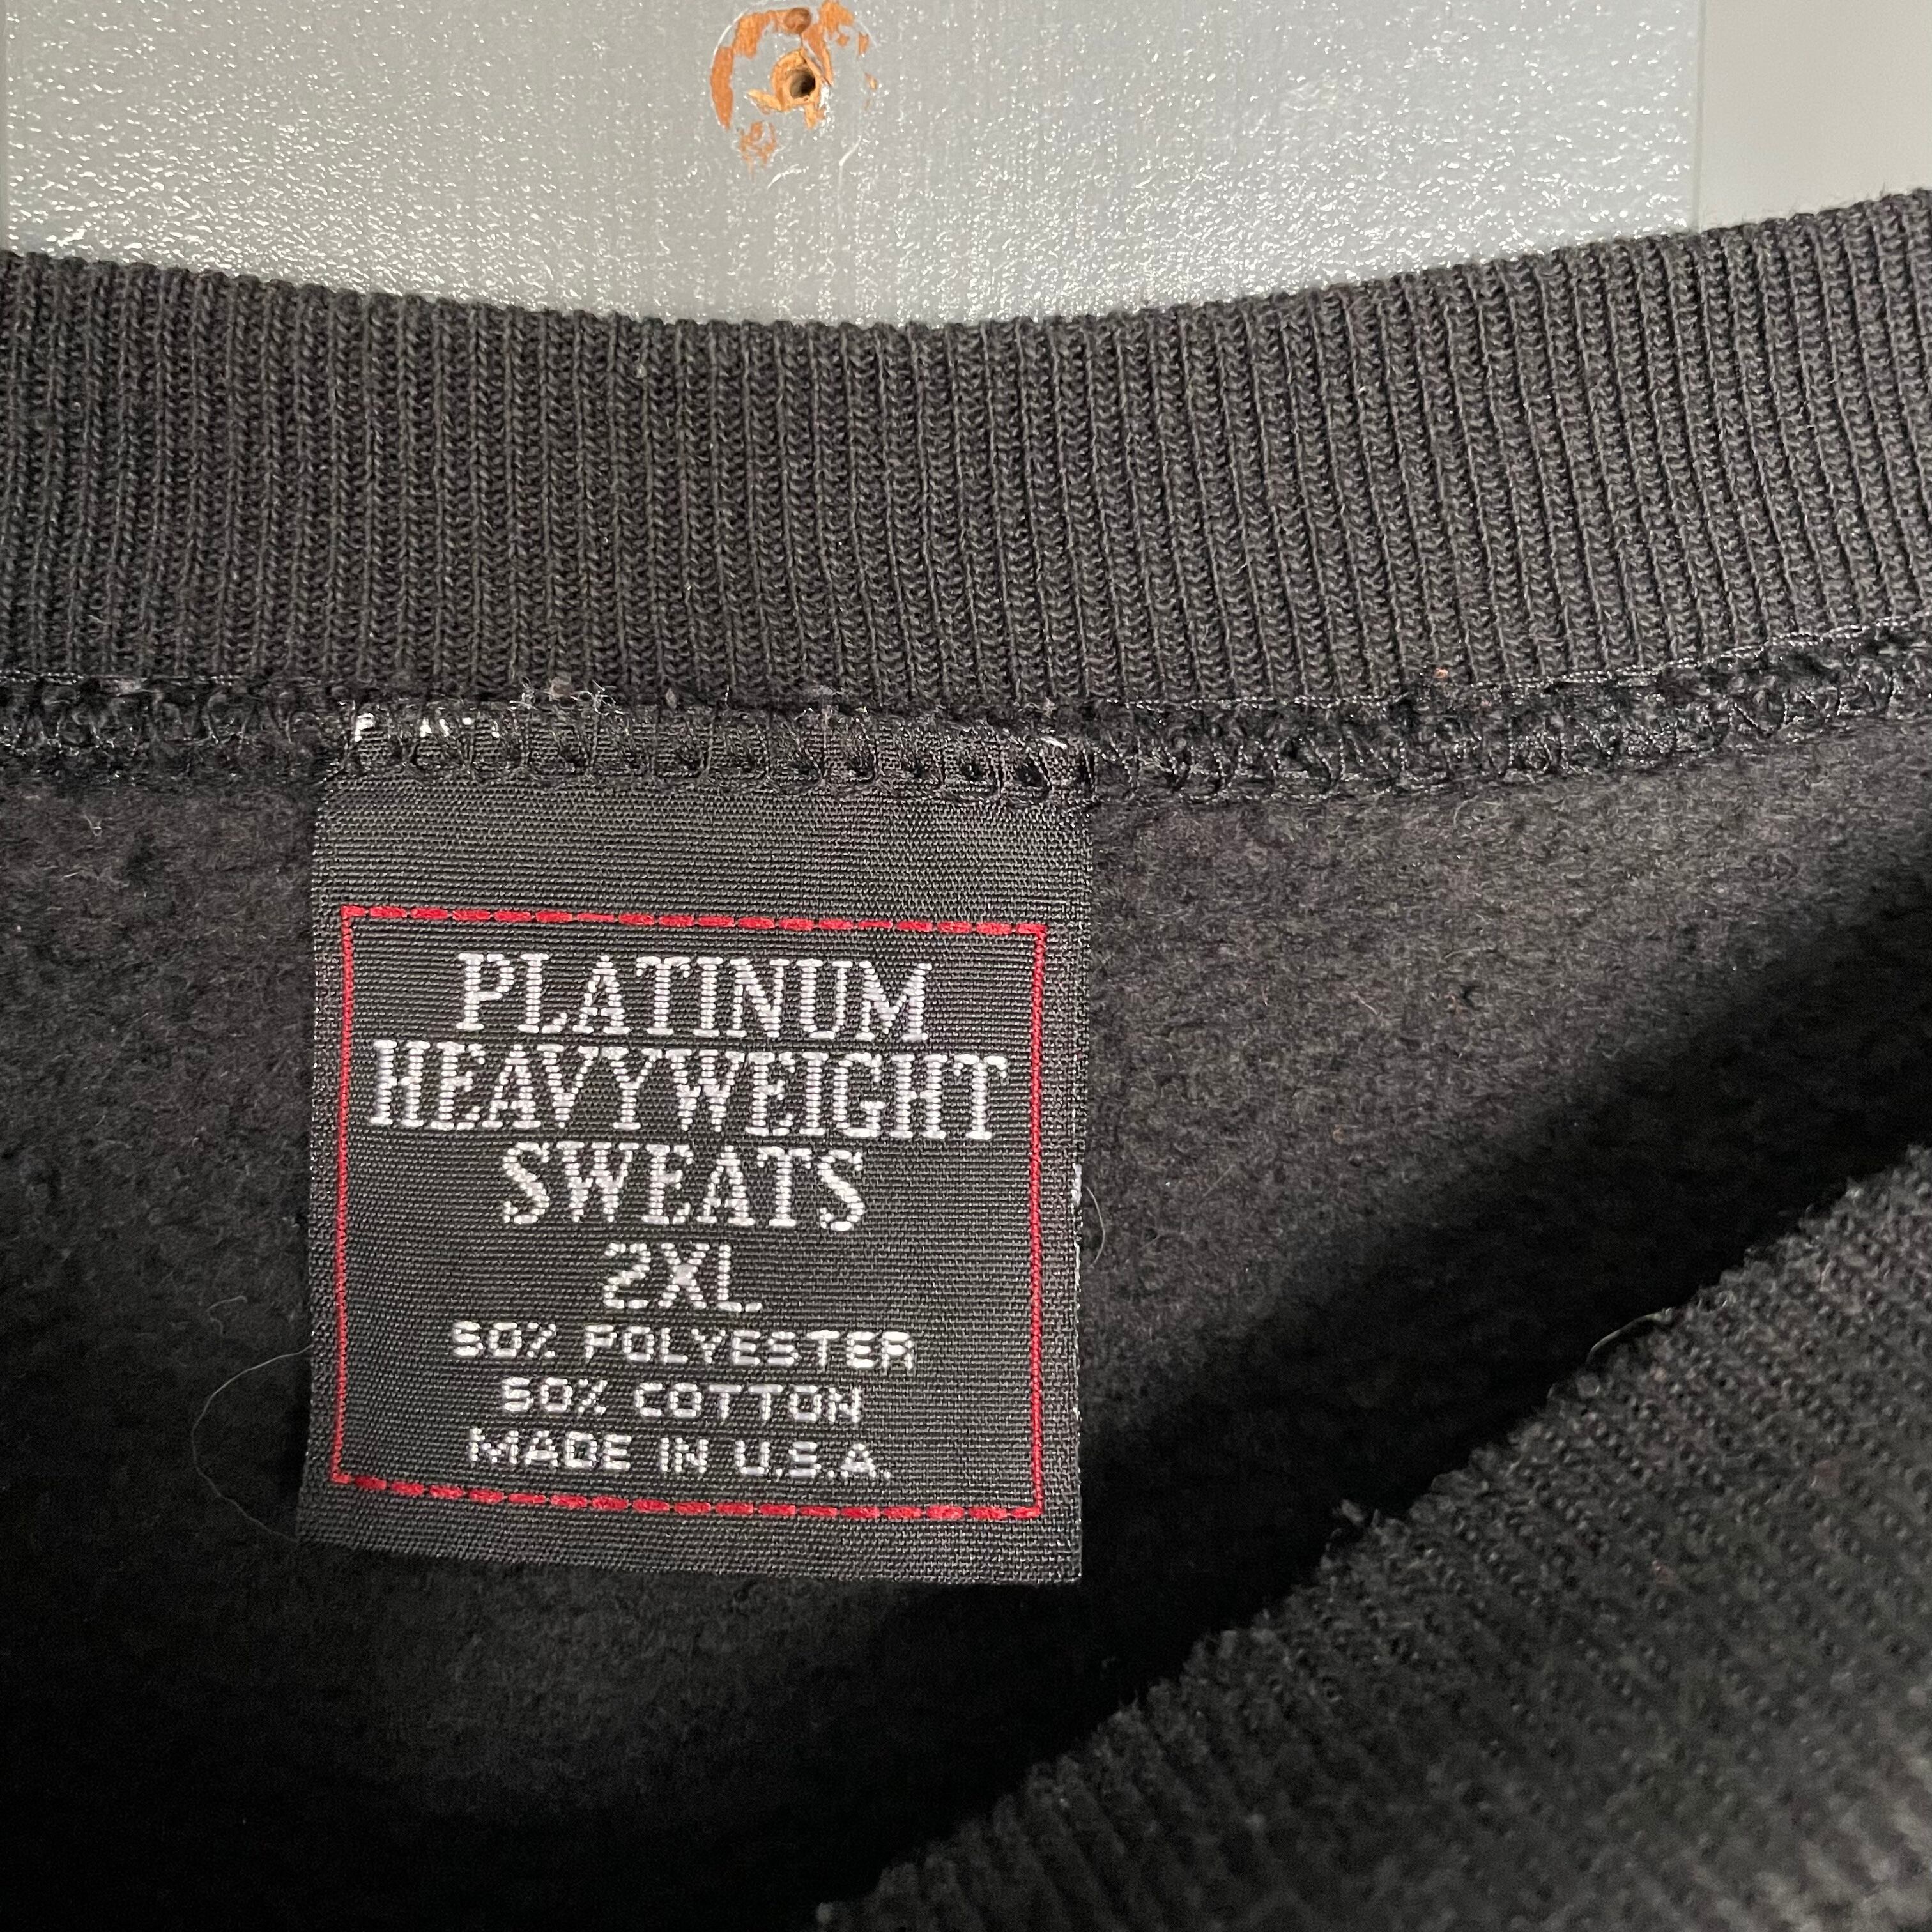 PLATINUM
HEAVYWEIGHT
SWEATS
2XL
50% POLYESTER
50% COTTON
MADE IN U.S.A.